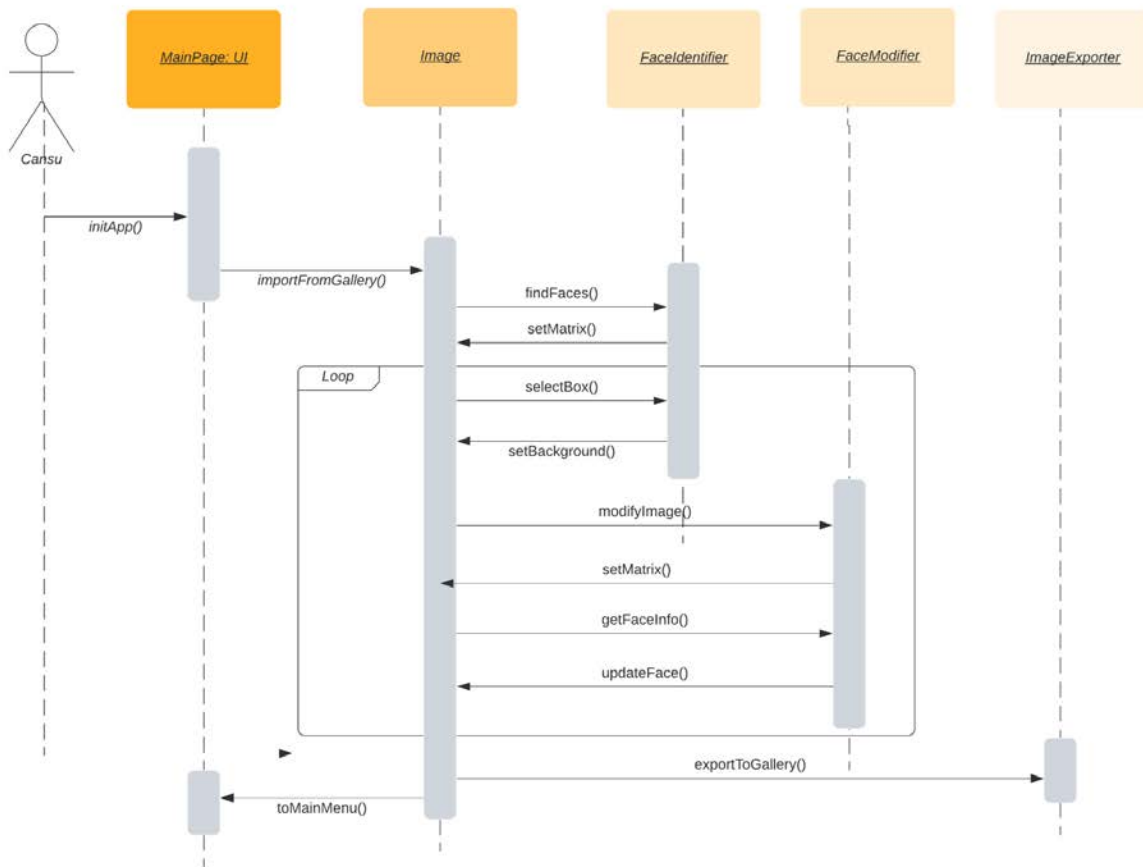 MainPage: UI
Image
FaceIdentifier
FaceModifier
ImageExporter
Cansu
initApp()
importFromGallery()
findFaces()
setMatrix()
Loop
selectBox()
setBackground()
modifyImage()
setMatrix()
getFaceInfo()
updateFace()
exportToGallery()
toMainMenu()